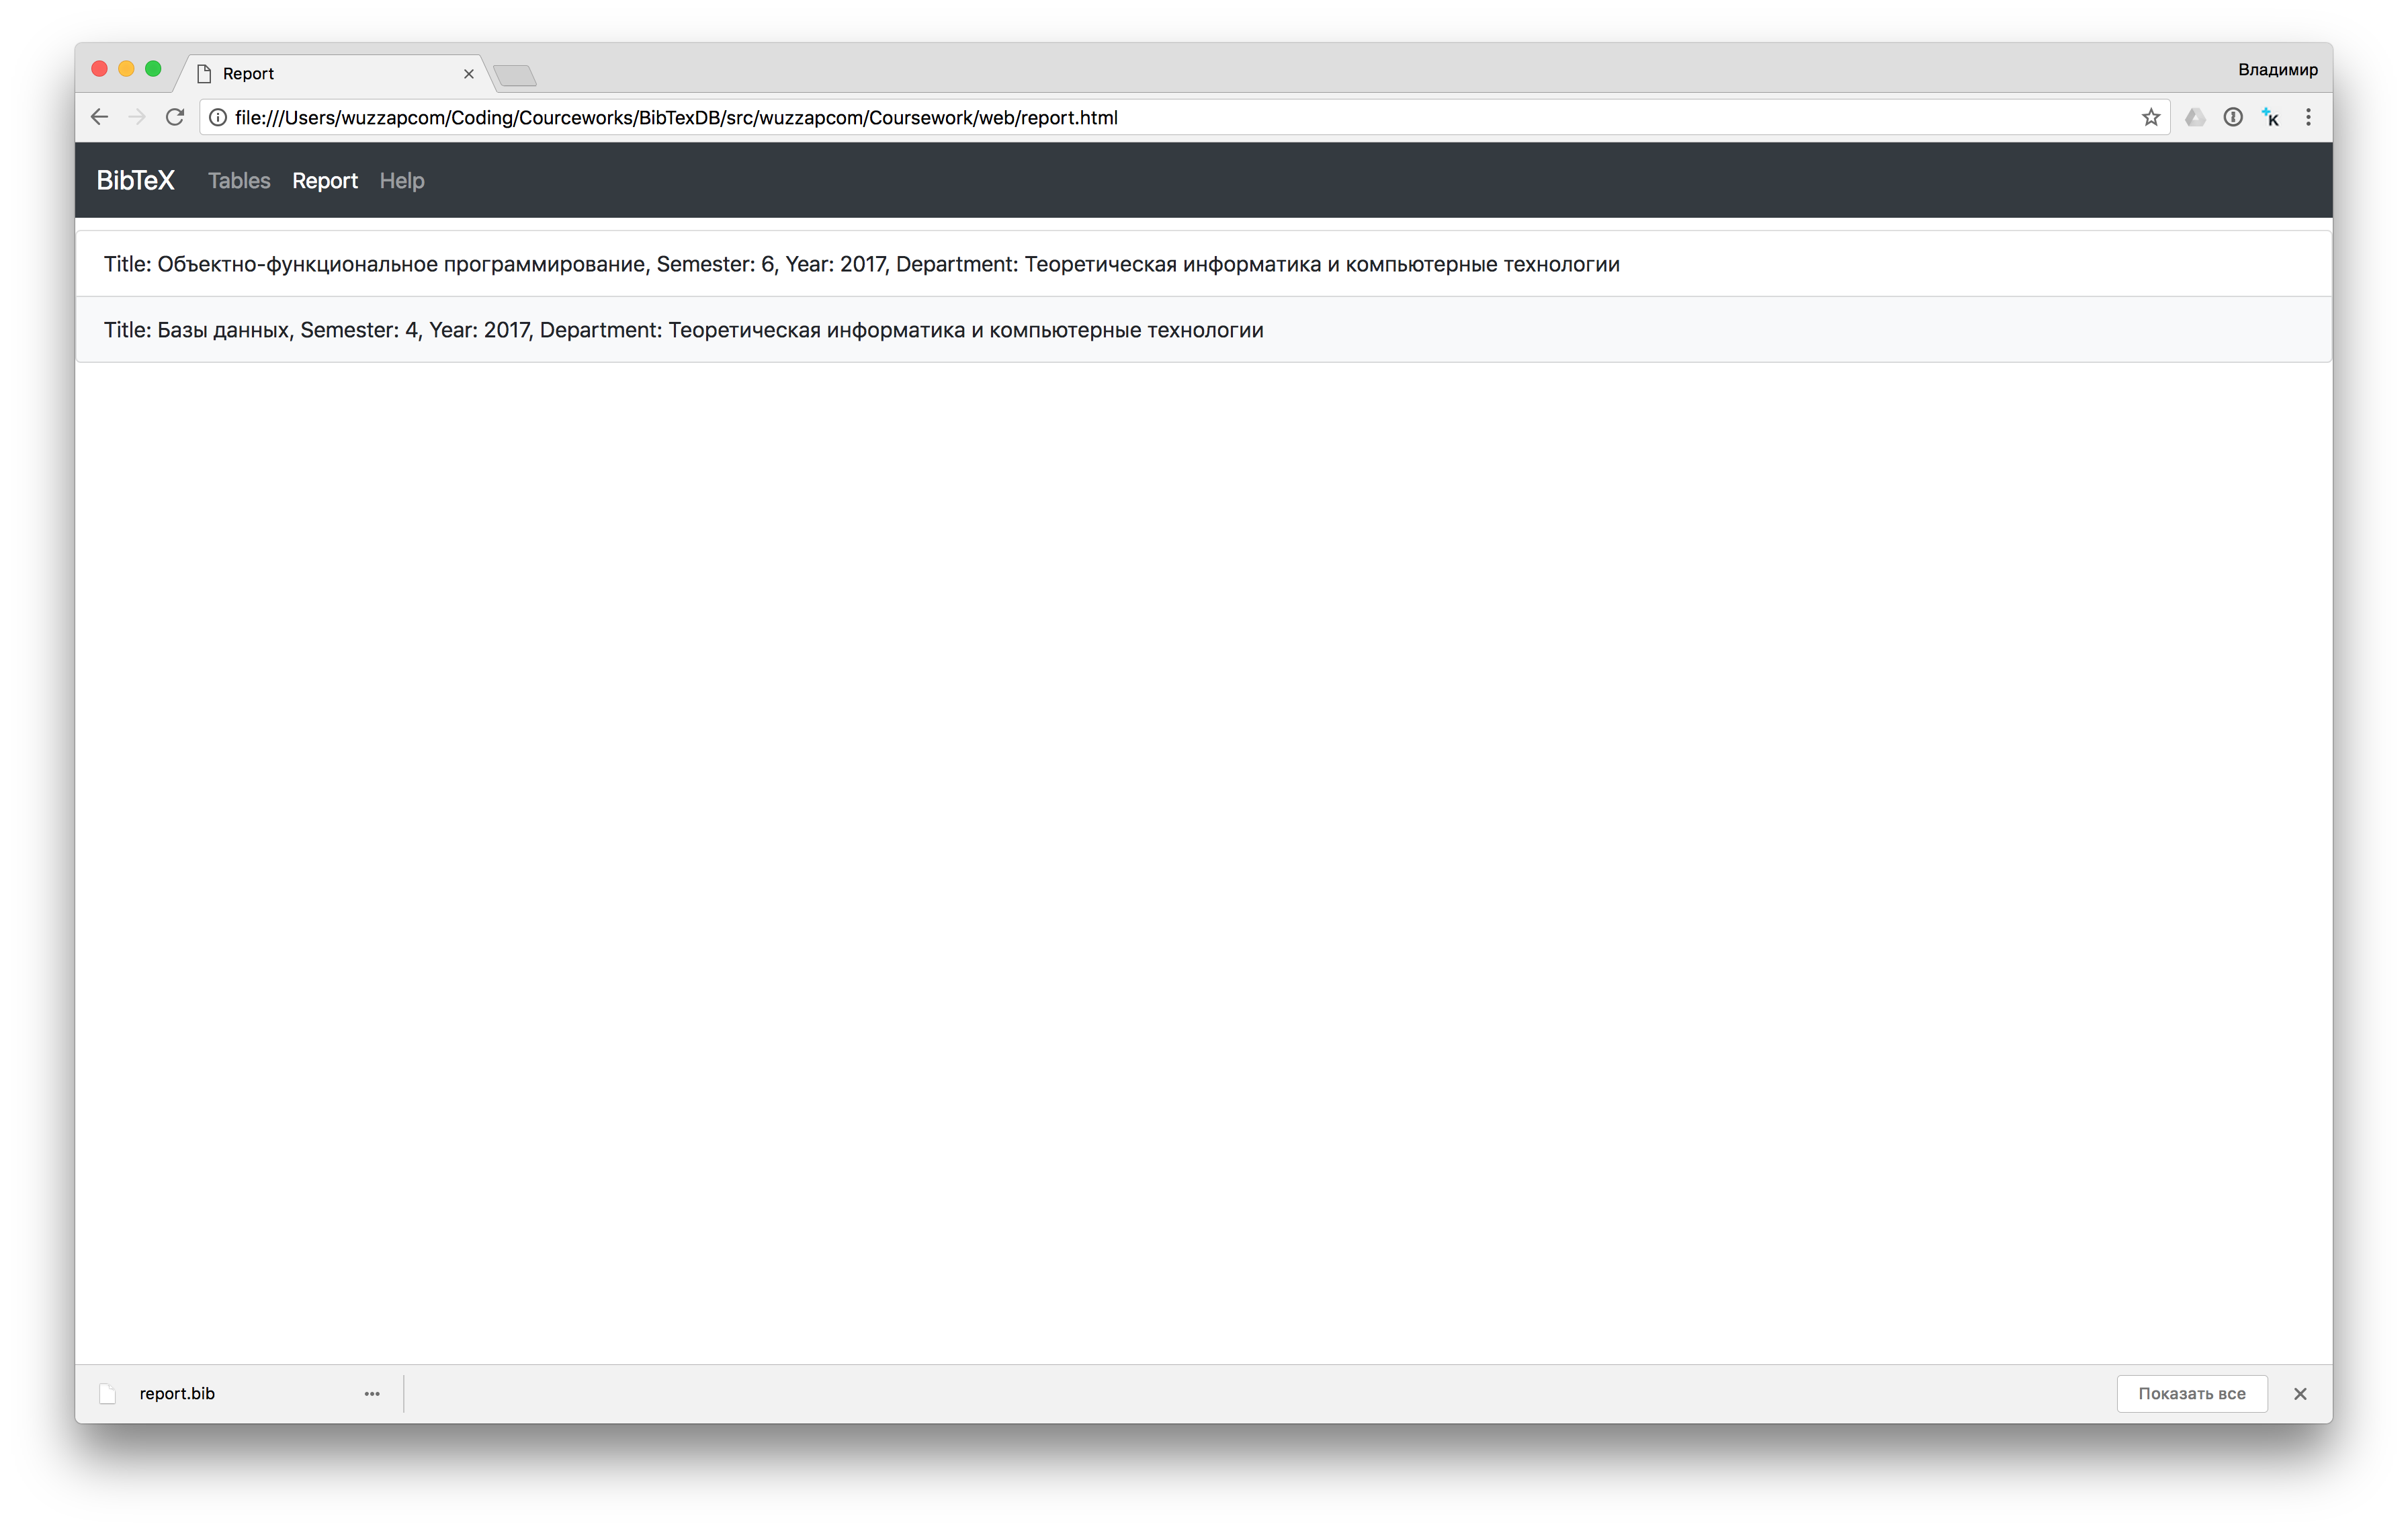 Report
Владимир
file:///Users/wuzzapcom/Coding/Courseworks/BibTexDB/src/wuzzapcom/Coursework/web/report.html
BibTeX Tables Report Help
Title: Объектно-функциональное программирование, Semester: 6, Year: 2017, Department: Теоретическая информатика и компьютерные технологии
Title: Базы данных, Semester: 4, Year: 2017, Department: Теоретическая информатика и компьютерные технологии
report.bib
Показать все